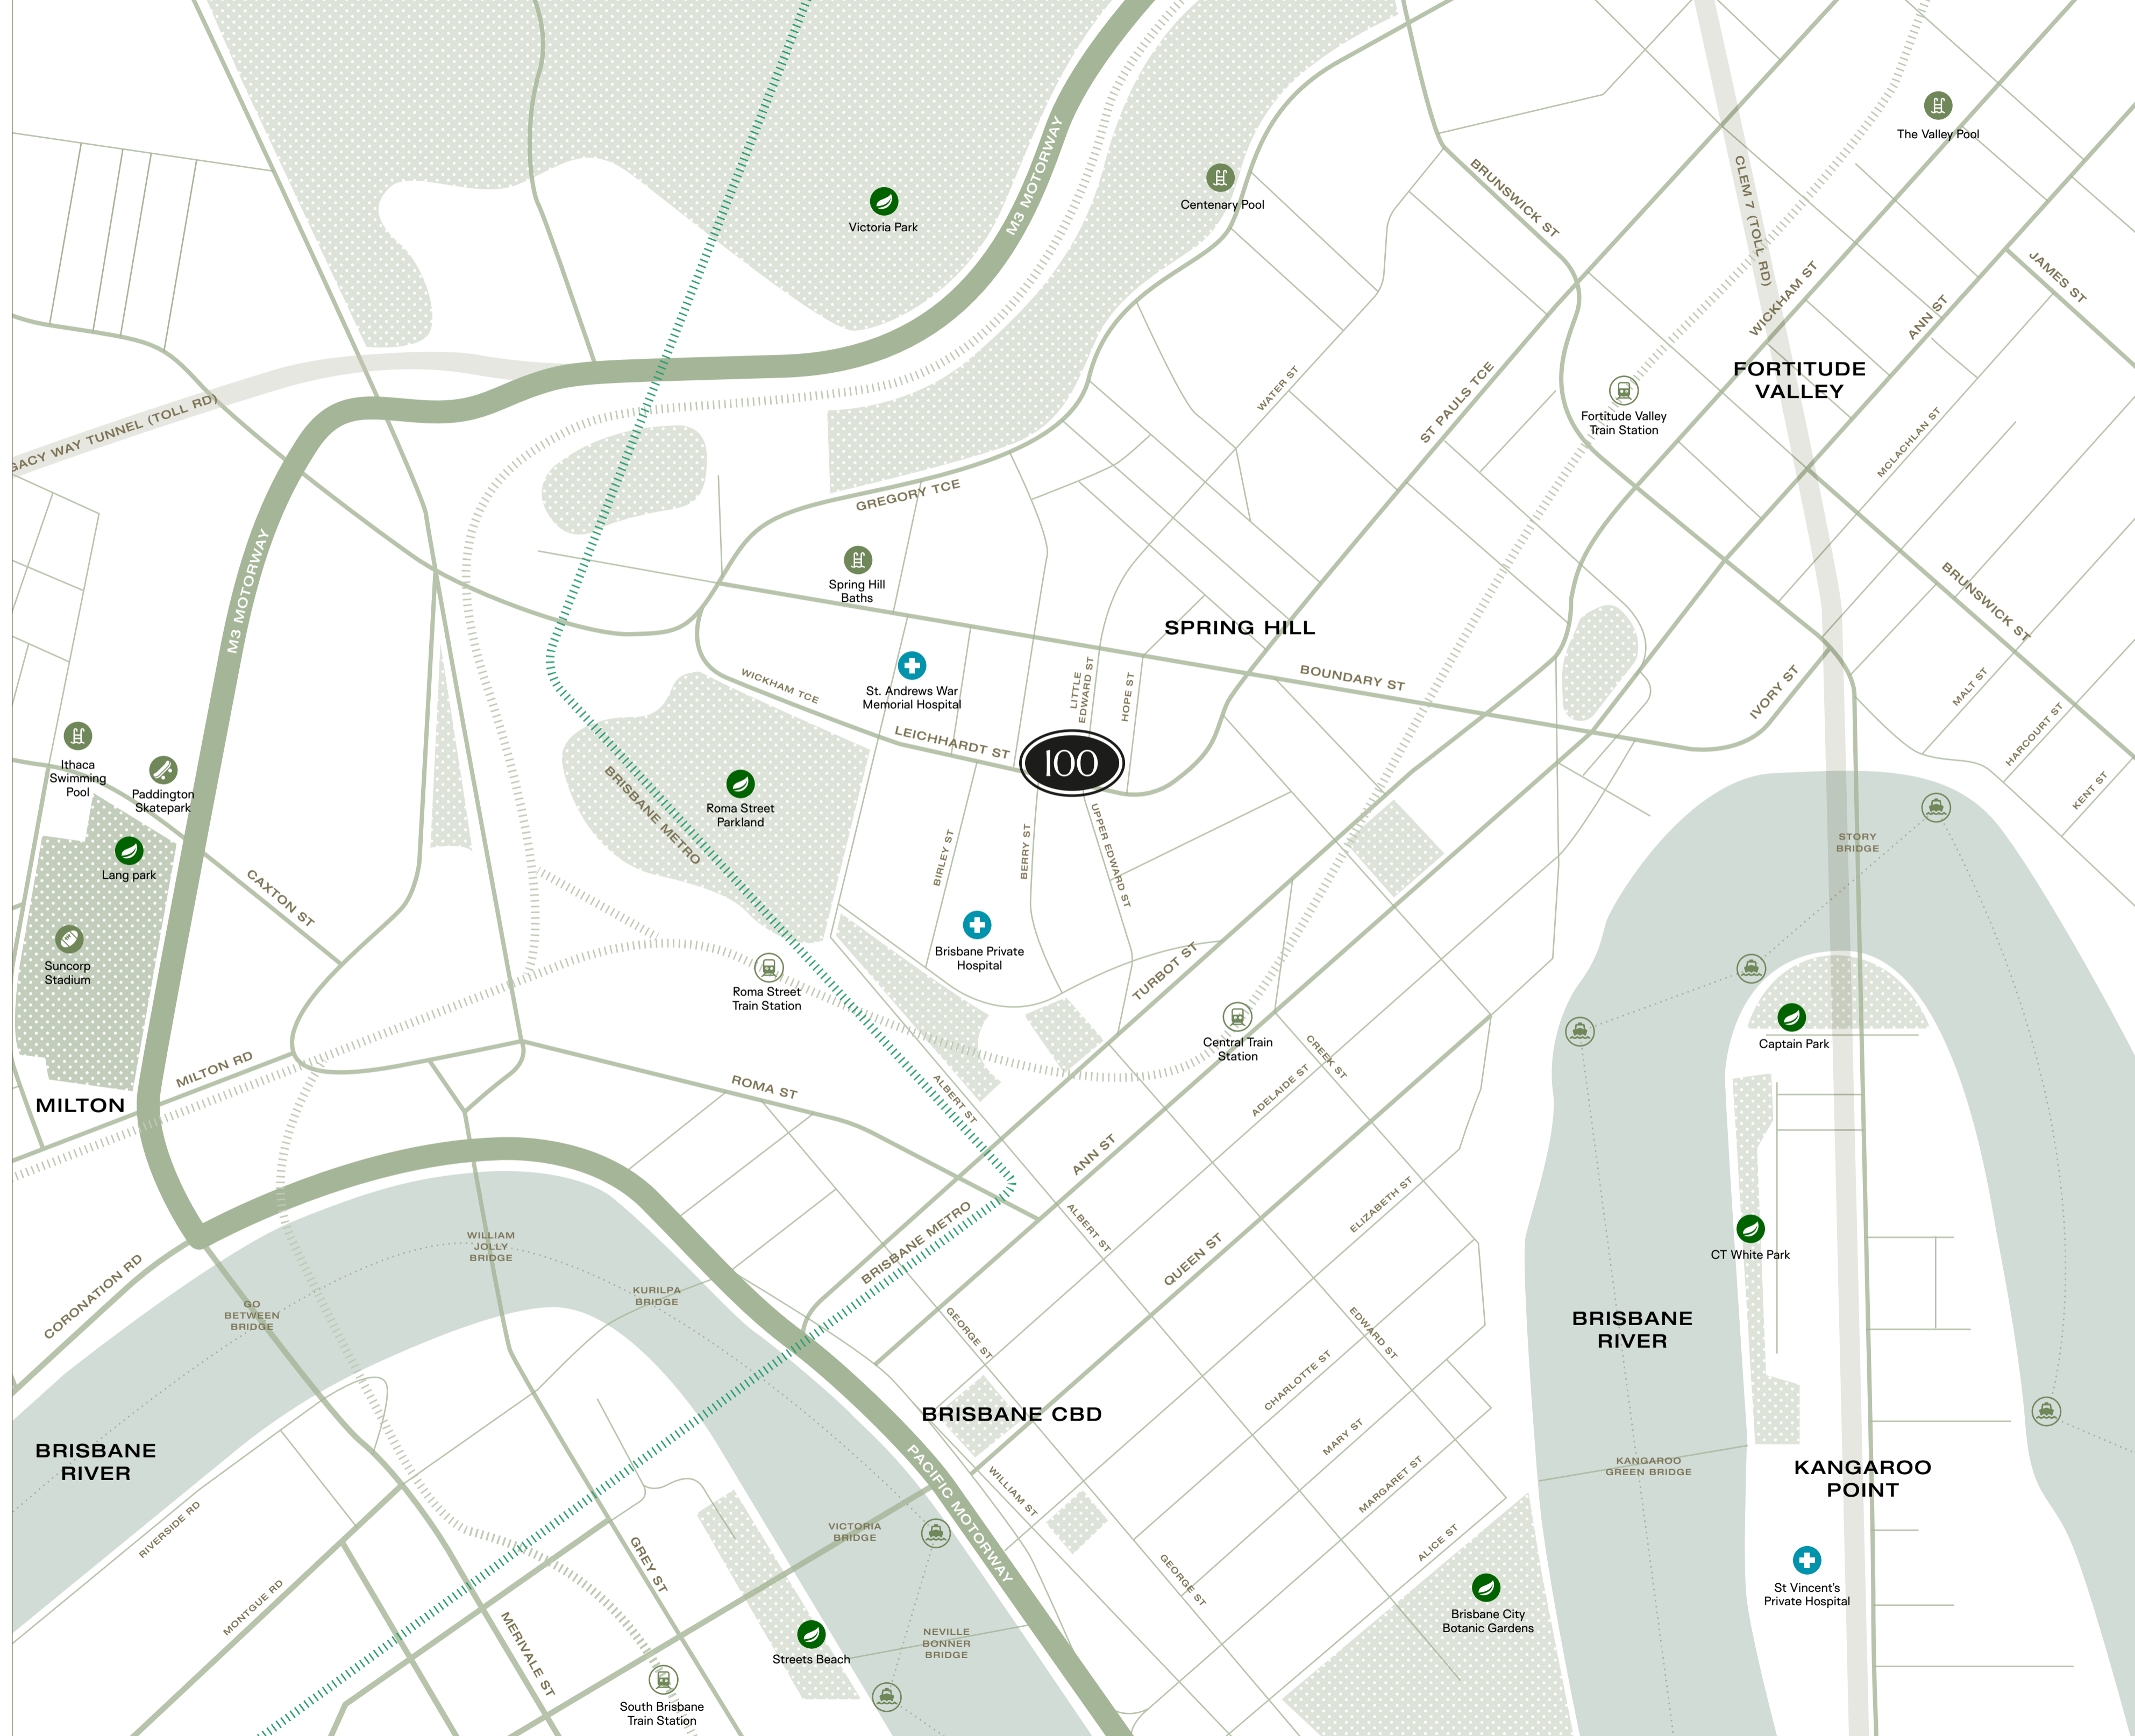 The Valley Pool
CLEM 7 (TOLL RD)
M3 MOTORWAY
Victoria Park
Centenary Pool
BRUNSWICK ST
WICKHAM ST
ANN ST
JAMES ST
FORTITUDE
VALLEY
WATER ST
ST PAULS TCE
Fortitude Valley
Train Station
MCLACHLAN ST
GACY WAY TUNNEL (TOLL RD)
GREGORY TCE
M3 MOTORWAY
Spring Hill
Baths
SPRING HILL
BRUNSWICK ST
St. Andrews War
Memorial Hospital
WICKHAM TCE
LITTLE
EDWARD ST
HOPE ST
BOUNDARY ST
IVORY ST
MALT ST
HARCOURT ST
KENT ST
LEICHHARDT ST
100
Ithaca
Swimming
Pool
Paddington
Skatepark
BRISBANE METRO
Roma Street
Parkland
BIRLEY ST
BERRY ST
UPPER EDWARD ST
STORY
BRIDGE
Lang park
CAXTON ST
Suncorp
Stadium
Brisbane Private
Hospital
TURBOT ST
Roma Street
Train Station
Central Train
Station
CREEK ST
Captain Park
MILTON RD
MILTON
ROMA ST
ALBERT ST
ADELAIDE ST
ANN ST
ALBERT ST
ELIZABETH ST
BRISBANE METRO
QUEEN ST
CT White Park
WILLIAM
JOLLY
BRIDGE
CORONATION RD
GO
BETWEEN
BRIDGE
KURILPA
BRIDGE
GEORGE ST
EDWARD ST
BRISBANE
RIVER
CHARLOTTE ST
BRISBANE CBD
MARY ST
BRISBANE
RIVER
PACIFIC MOTORWAY
WILLIAM ST
MARGARET ST
KANGAROO
GREEN BRIDGE
KANGAROO
POINT
RIVERSIDE RD
VICTORIA
BRIDGE
GREY ST
GEORGE ST
ALICE ST
MONTGUE RD
MERIVALE ST
St Vincent's
Private Hospital
Brisbane City
Botanic Gardens
Streets Beach
NEVILLE
BONNER
BRIDGE
South Brisbane
Train Station